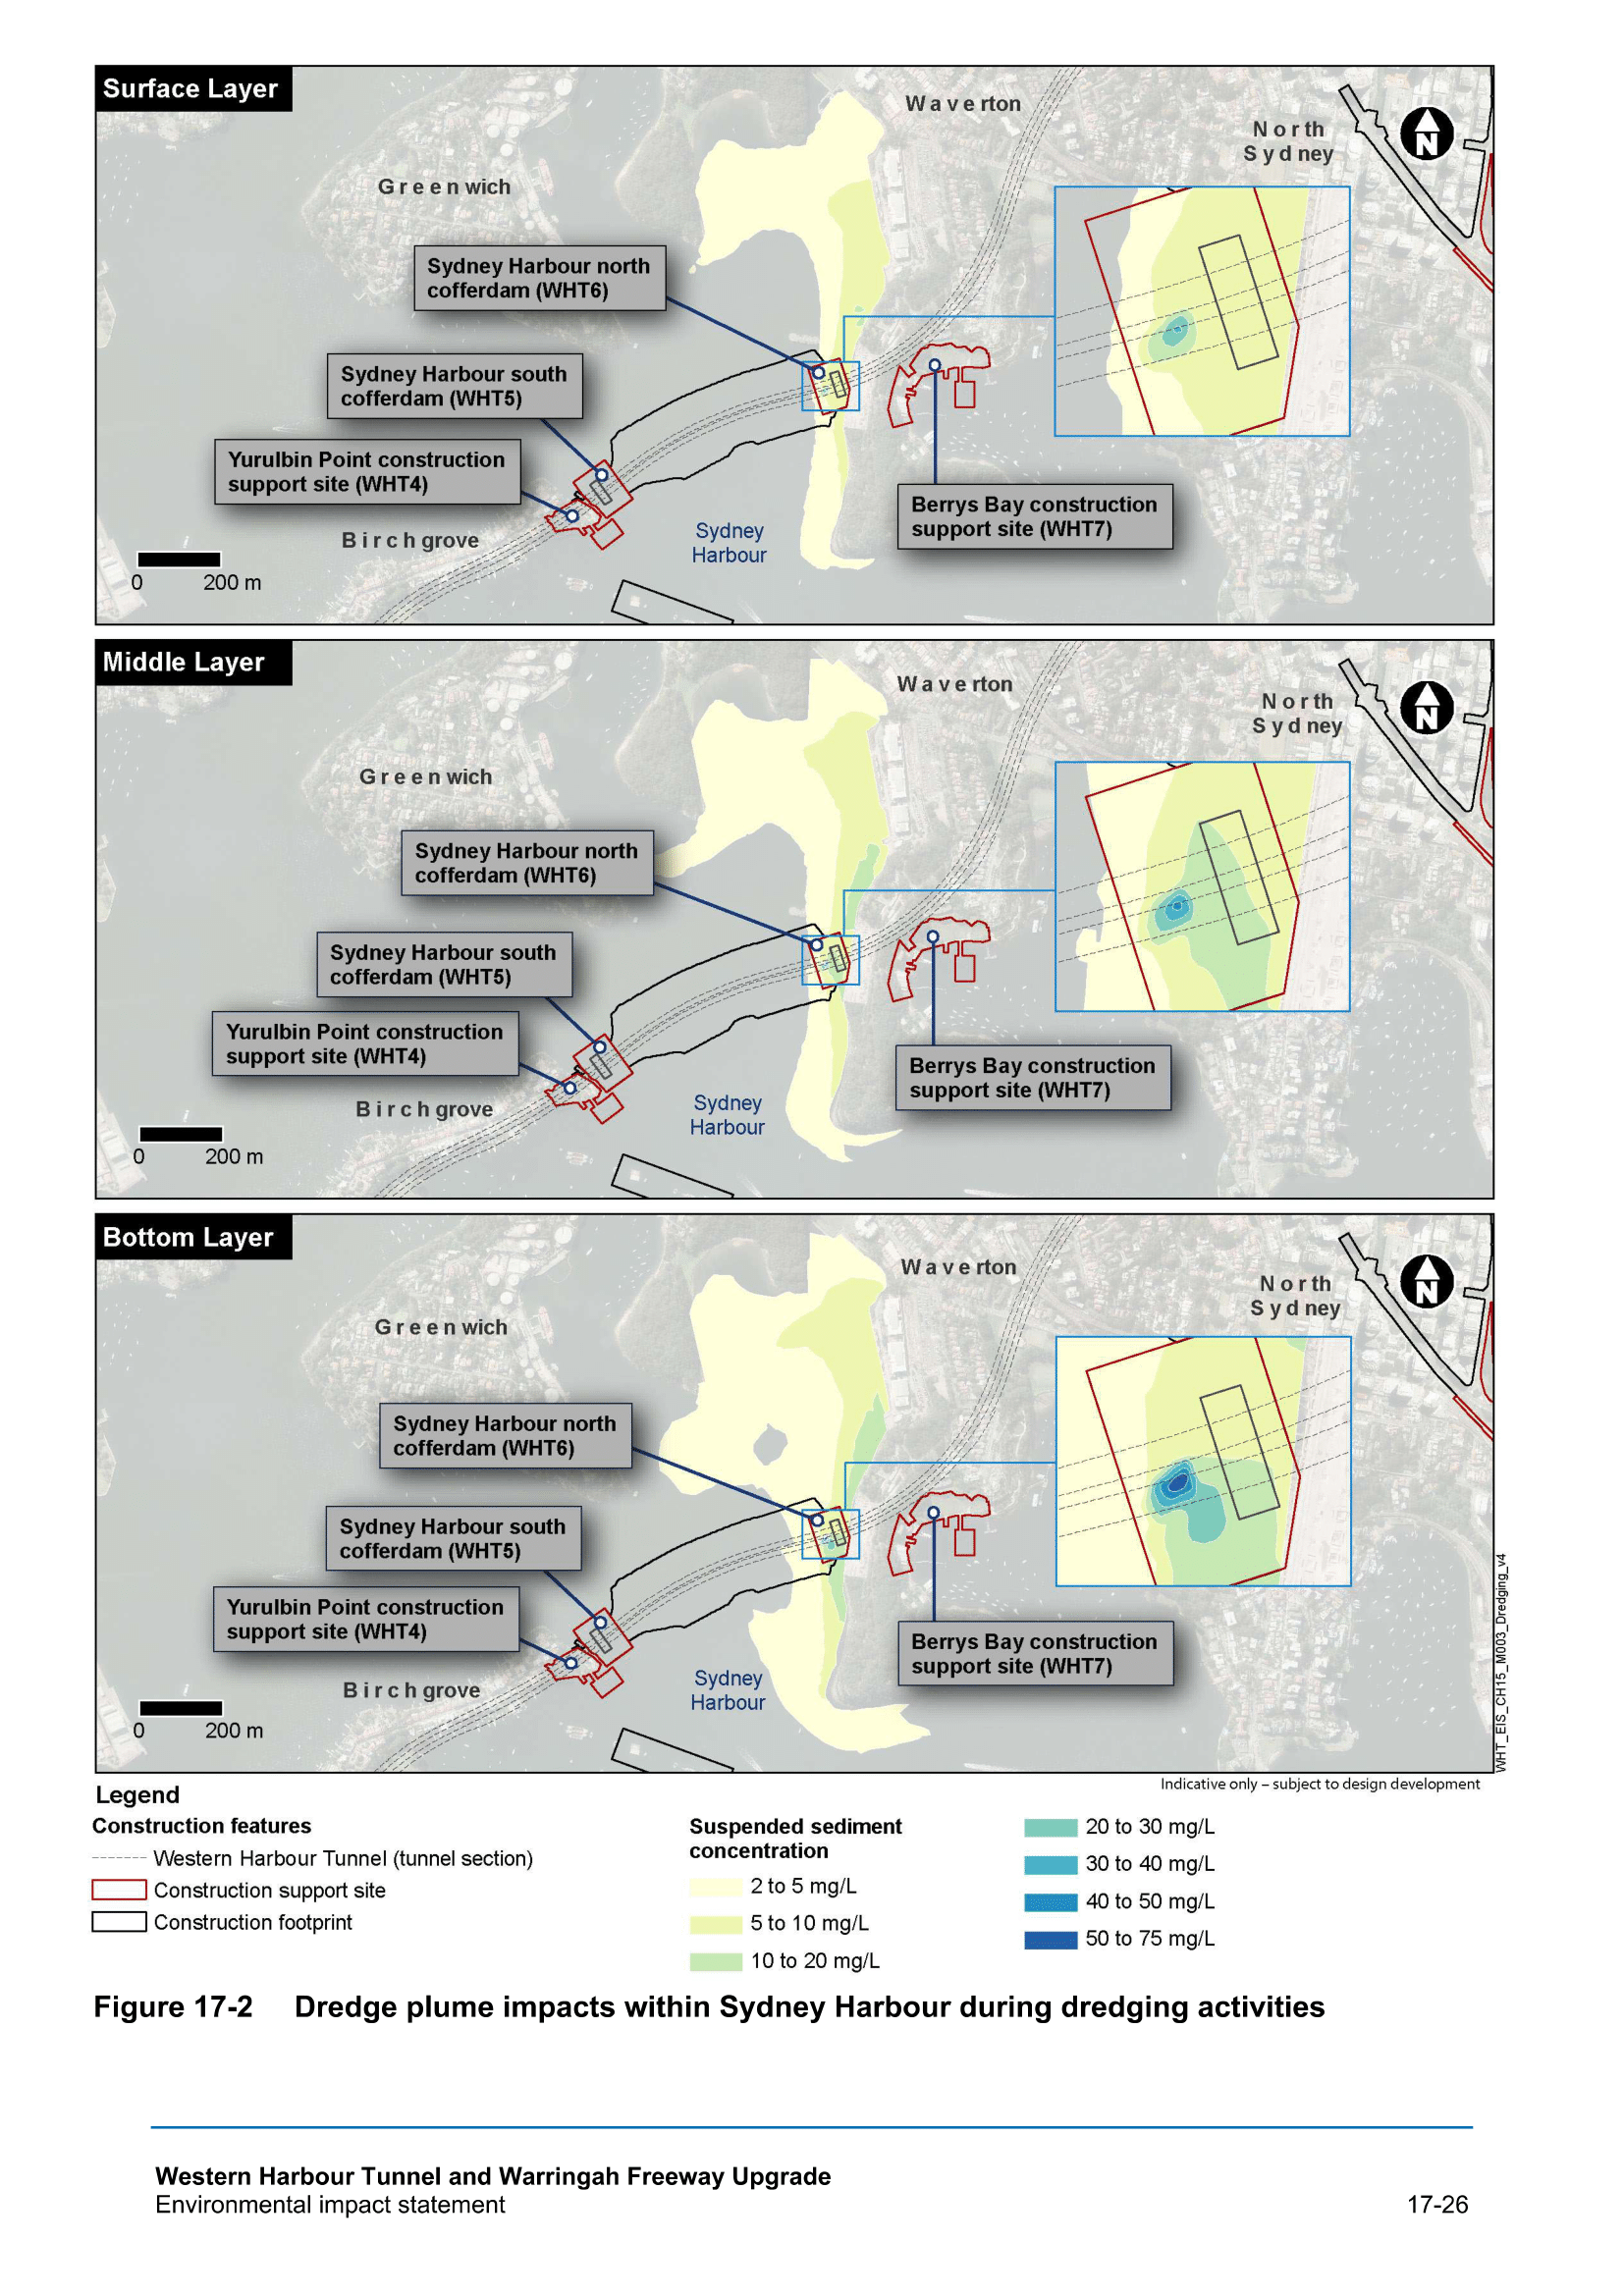 Surface Layer
Waverton
North
Sydney
N
Greenwich
Sydney Harbour north
cofferdam (WHT6)
Sydney Harbour south
cofferdam (WHT5)
Yurulbin Point construction
support site (WHT4)
Berrys Bay construction
support site (WHT7)
Birchgrove
Sydney
Harbour
0 200 m
Middle Layer
Waverton
North
Sydney
N
Greenwich
Sydney Harbour north
cofferdam (WHT6)
Sydney Harbour south
cofferdam (WHT5)
Yurulbin Point construction
support site (WHT4)
Berrys Bay construction
support site (WHT7)
Birchgrove
Sydney
Harbour
0 200 m
Bottom Layer
Waverton
North
Sydney
N
Greenwich
Sydney Harbour north
cofferdam (WHT6)
Sydney Harbour south
cofferdam (WHT5)
Yurulbin Point construction
support site (WHT4)
Berrys Bay construction
support site (WHT7)
Birchgrove
Sydney
Harbour
0 200 m
WHT_EIS_CH15_M003_Dredging_v4
Indicative only – subject to design development
Legend
Construction features
Western Harbour Tunnel (tunnel section)
Construction support site
Construction footprint
Suspended sediment
concentration
2 to 5 mg/L
5 to 10 mg/L
10 to 20 mg/L
20 to 30 mg/L
30 to 40 mg/L
40 to 50 mg/L
50 to 75 mg/L
Figure 17-2 Dredge plume impacts within Sydney Harbour during dredging activities
Western Harbour Tunnel and Warringah Freeway Upgrade
Environmental impact statement
17-26